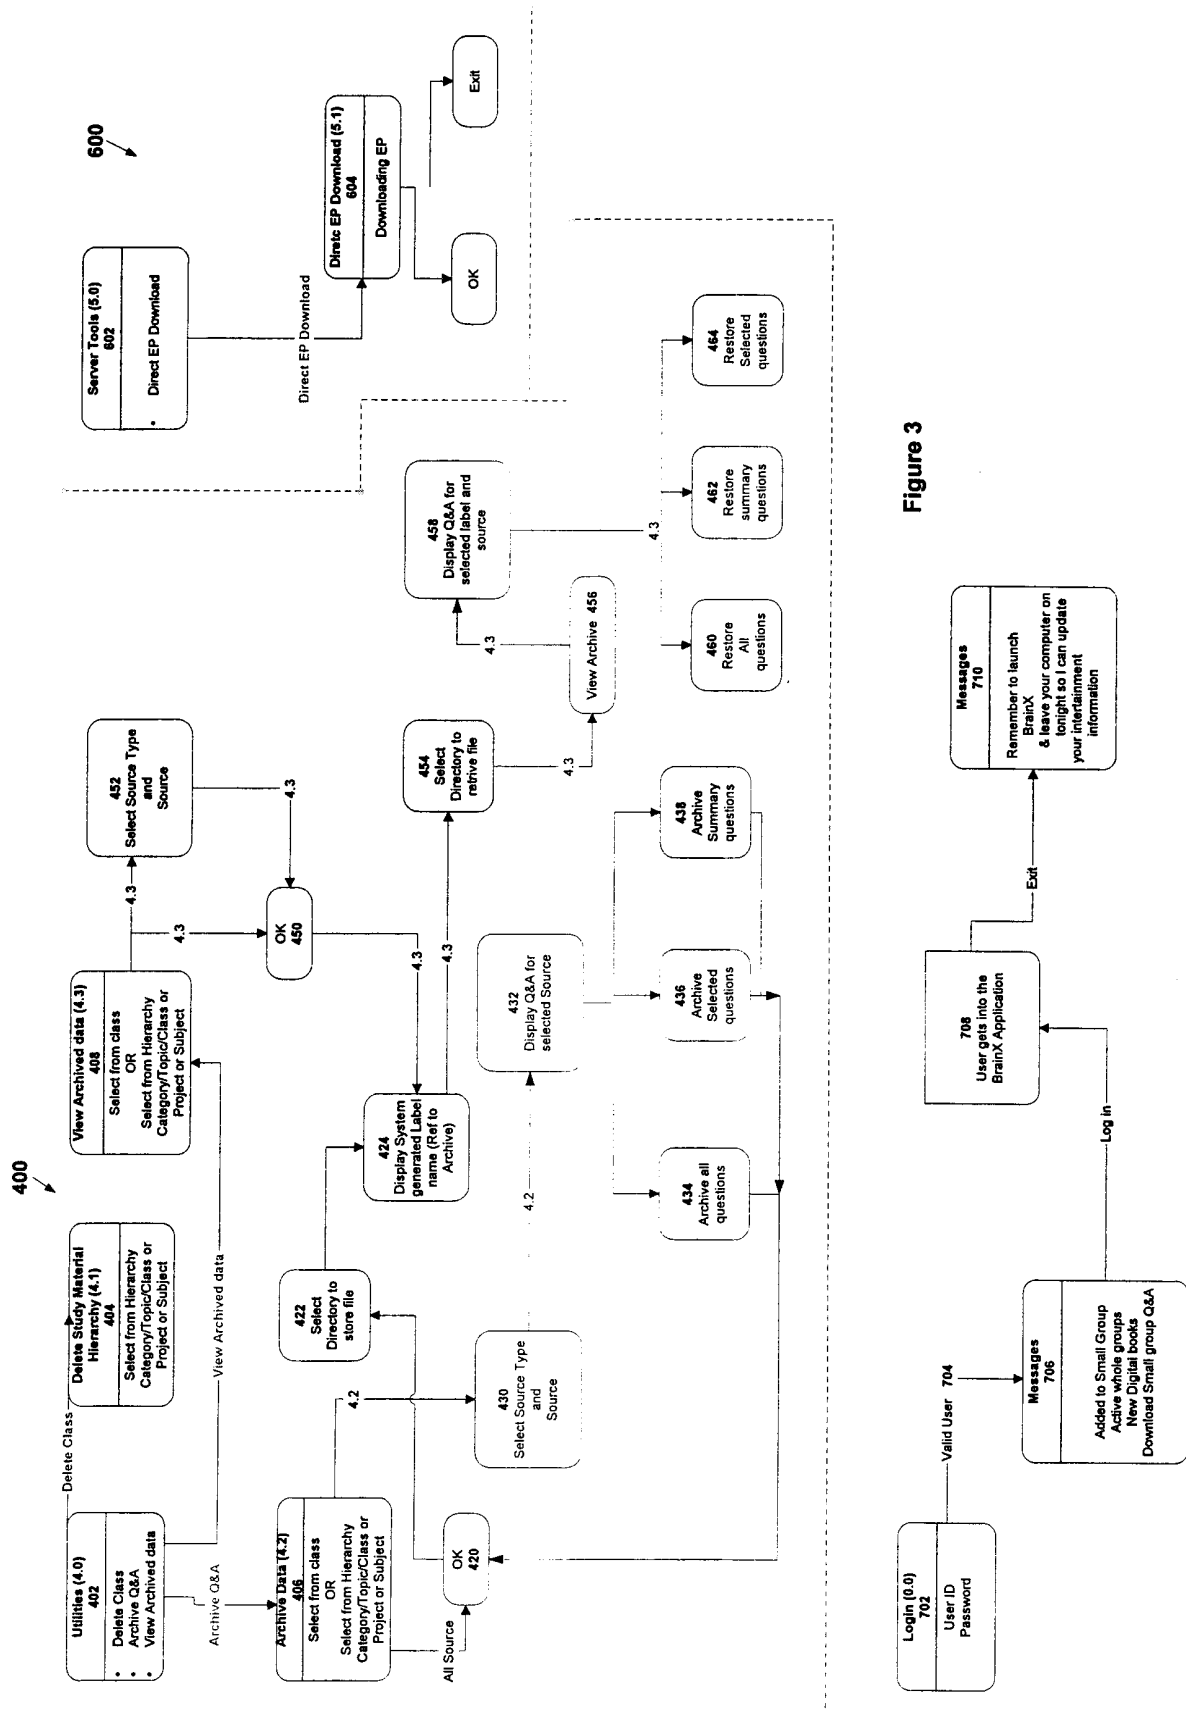 400
Utilities (4.0)
402
• Delete Class
• Archive Q&A
• View Archived data
Delete Class
Delete Study Material
Hierarchy (4.1)
404
Select from Hierarchy
Category/Topic/Class or
Project or Subject
View Archived data
View Archived data (4.3)
408
Select from class
OR
Select from Hierarchy
Category/Topic/Class or
Project or Subject
4.3
452
Select Source Type
and
Source
4.3
4.3
OK
450
4.3
Archive Q&A
Archive Data (4.2)
406
Select from class
OR
Select from Hierarchy
Category/Topic/Class or
Project or Subject
All Source
OK
420
4.2
422
Select
Directory to
store file
424
Display System
generated Label
name (Ref to
Archive)
4.3
454
Select
Directory to
retrive file
4.3
View Archive 456
4.3
458
Display Q&A for
selected label and
source
4.3
460
Restore
All
questions
462
Restore
summary
questions
464
Restore
Selected
questions
430
Select Source Type
and
Source
4.2
432
Display Q&A for
selected Source
434
Archive all
questions
436
Archive
Selected
questions
438
Archive
Summary
questions
600
Server Tools (5.0)
602
• Direct EP Download
Direct EP Download
Diretc EP Download (5.1)
604
Downloading EP
OK
Exit
Login (0.0)
702
User ID
Password
Valid User 704
Messages
706
Added to Small Group
Active whole groups
New Digital books
Download Small group Q&A
Log in
708
User gets into the
BrainX Application
Exit
Messages
710
Remember to launch
BrainX
& leave your computer on
tonight so I can update
your intertainment
information
Figure 3